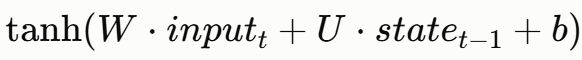 tanh(W · input_t + U · state_{t−1} + b)